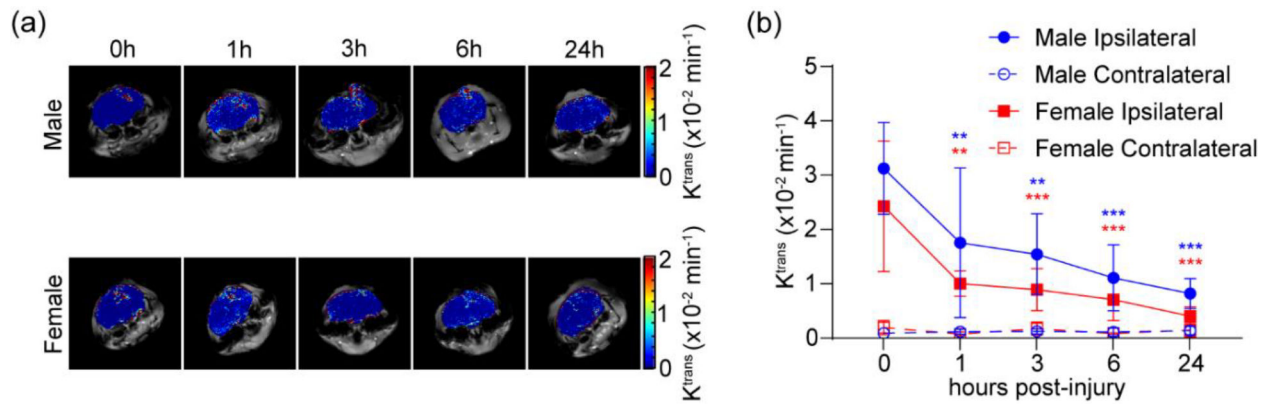 (a)
0h 1h 3h 6h 24h
Male
2
1
0
Kᵗʳᵃⁿˢ (x10⁻² min⁻¹)
Female
2
1
0
Kᵗʳᵃⁿˢ (x10⁻² min⁻¹)
(b)
Male Ipsilateral
Male Contralateral
Female Ipsilateral
Female Contralateral
Kᵗʳᵃⁿˢ (x10⁻² min⁻¹)
5
4
3
2
1
0
** ** *** ***
** *** *** ***
0 1 3 6 24
hours post-injury